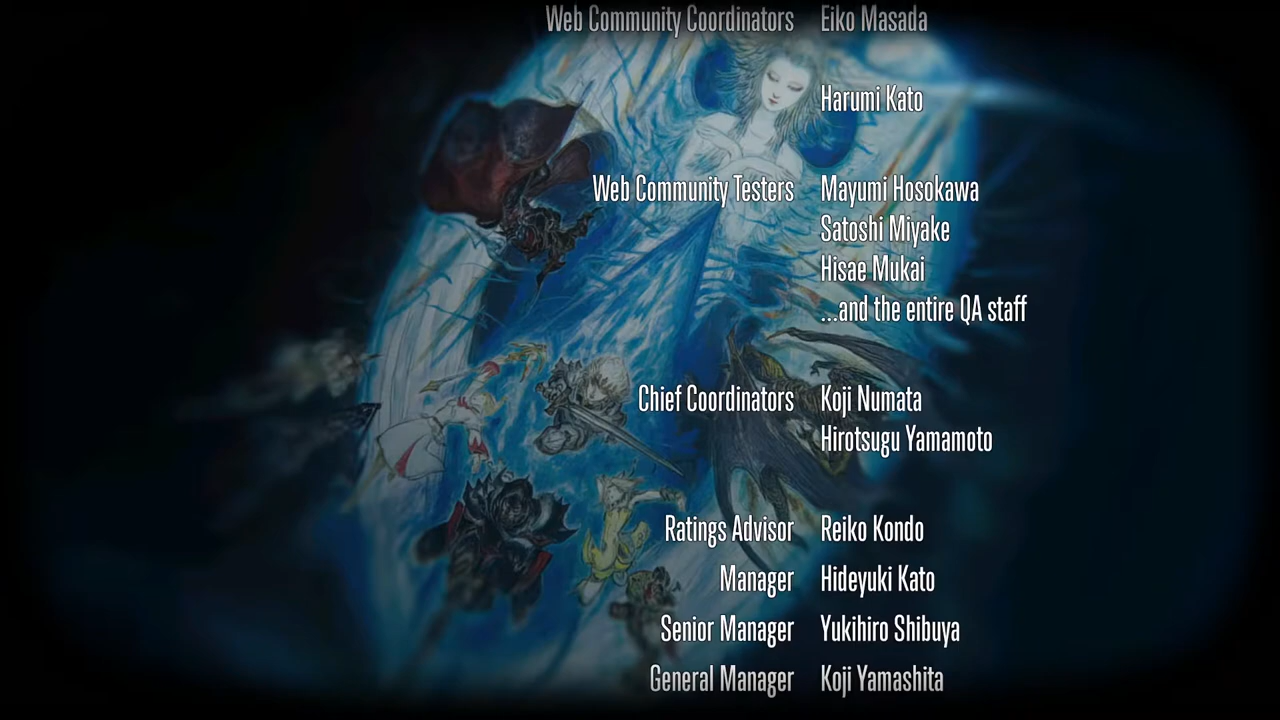 Web Community Coordinators Eiko Masada
Harumi Kato
Web Community Testers Mayumi Hosokawa
Satoshi Miyake
Hisae Mukai
...and the entire QA staff
Chief Coordinators Koji Numata
Hirotsugu Yamamoto
Ratings Advisor Reiko Kondo
Manager Hideyuki Kato
Senior Manager Yukihiro Shibuya
General Manager Koji Yamashita